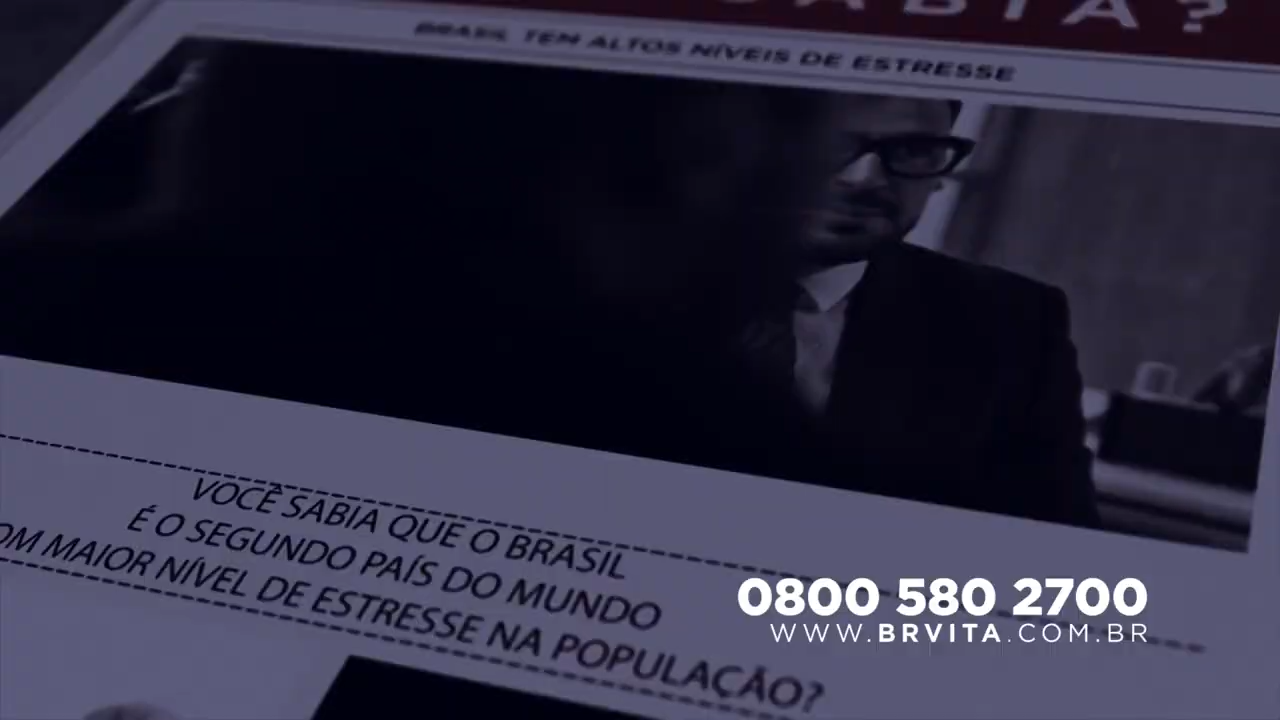 SABIA?
BRASIL TEM ALTOS NÍVEIS DE ESTRESSE
VOCÊ SABIA QUE O BRASIL
É O SEGUNDO PAÍS DO MUNDO
OM MAIOR NÍVEL DE ESTRESSE NA POPULAÇÃO?
0800 580 2700
WWW.BRVITA.COM.BR